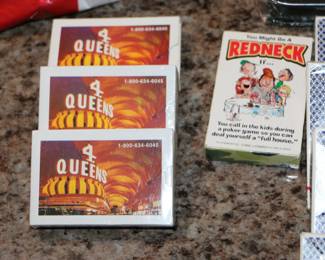 4
QUEENS
1-800-634-6045
4
QUEENS
1-800-634-6045
4
QUEENS
1-800-634-6045
You Might Be A
REDNECK
If...
You call in the kids during
a poker game so you can
deal yourself a "full house."